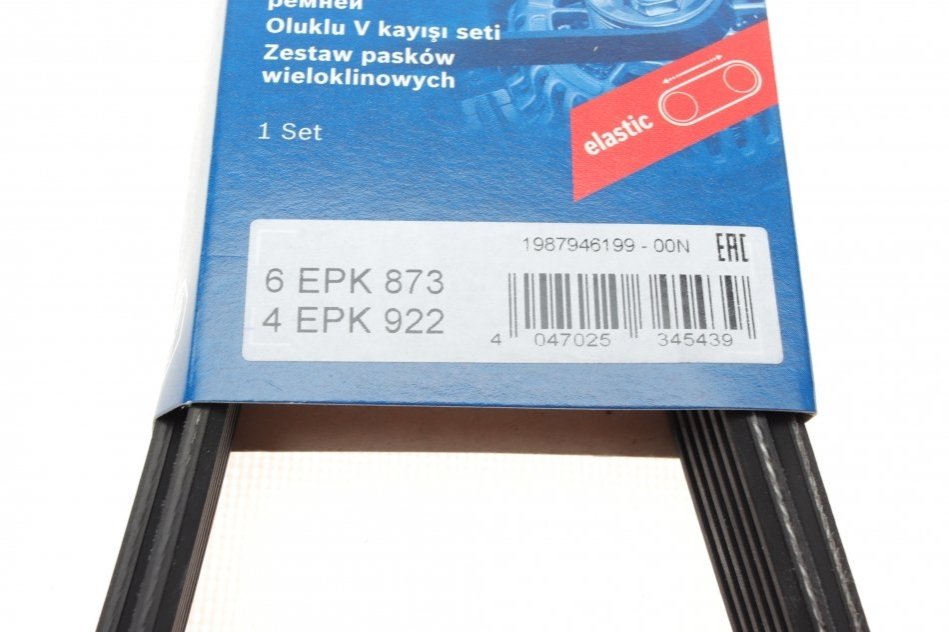 ремней
Oluklu V kayışı seti
Zestaw pasków
wieloklinowych
1 Set
elastic
1987946199 - 00N EAC
6 EPK 873
4 EPK 922
4 047025 345439